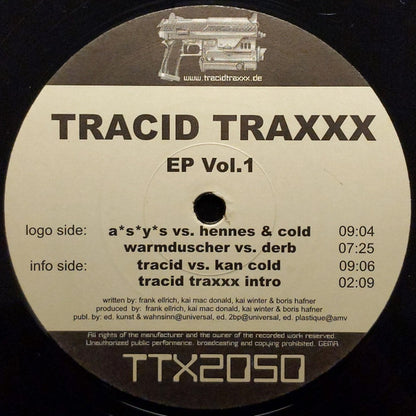 www.tracidtraxxx.de
TRACID TRAXXX
EP Vol.1
logo side: a*s*y*s vs. hennes & cold 09:04
warmduscher vs. derb 07:25
info side: tracid vs. kan cold 09:06
tracid traxxx intro 02:09
written by: frank ellrich, kai mac donald, kai winter & boris hafner
produced by: frank ellrich, kai mac donald, kai winter & boris hafner
publ. by: ed. kunst & wahnsinn@universal, ed. 2bp@universal, ed. plastique@amv
All rights of the manufacturer and the owner of the recorded work reserved.
Unauthorized public performance, broadcasting and copying prohibited. GEMA
TTX2050